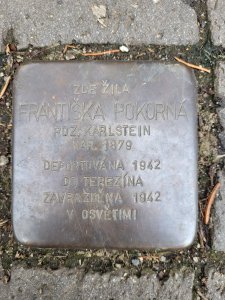 ZDE ŽILA
FRANTIŠKA POKORNÁ
ROZ. KARLSTEIN
NAR. 1879
DEPORTOVÁNA 1942
DO TEREZÍNA
ZAVRAŽDĚNA 1942
V OSVĚTIMI